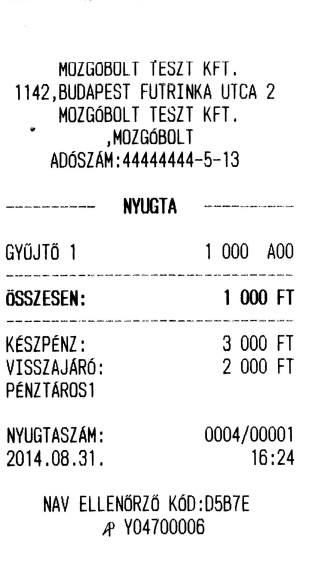 MOZGÓBOLT TESZT KFT.
1142,BUDAPEST FUTRINKA UTCA 2
MOZGÓBOLT TESZT KFT.
,MOZGÓBOLT
ADÓSZÁM:44444444-5-13
---------- NYUGTA ----------
GYŰJTŐ 1 1 000 A00
ÖSSZESEN: 1 000 FT
KÉSZPÉNZ: 3 000 FT
VISSZAJÁRÓ: 2 000 FT
PÉNZTÁROS1
NYUGTASZÁM: 0004/00001
2014.08.31. 16:24
NAV ELLENŐRZŐ KÓD:D5B7E
AP Y04700006